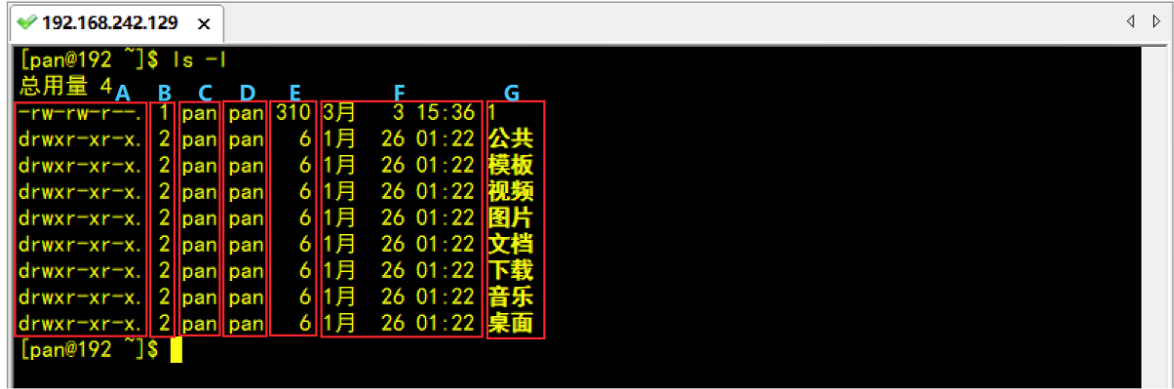 192.168.242.129 ×
[pan@192 ~]$ ls -l
总用量 4
A B C D E F G
-rw-rw-r--. 1 pan pan 310 3月 3 15:36 1
drwxr-xr-x. 2 pan pan 6 1月 26 01:22 公共
drwxr-xr-x. 2 pan pan 6 1月 26 01:22 模板
drwxr-xr-x. 2 pan pan 6 1月 26 01:22 视频
drwxr-xr-x. 2 pan pan 6 1月 26 01:22 图片
drwxr-xr-x. 2 pan pan 6 1月 26 01:22 文档
drwxr-xr-x. 2 pan pan 6 1月 26 01:22 下载
drwxr-xr-x. 2 pan pan 6 1月 26 01:22 音乐
drwxr-xr-x. 2 pan pan 6 1月 26 01:22 桌面
[pan@192 ~]$